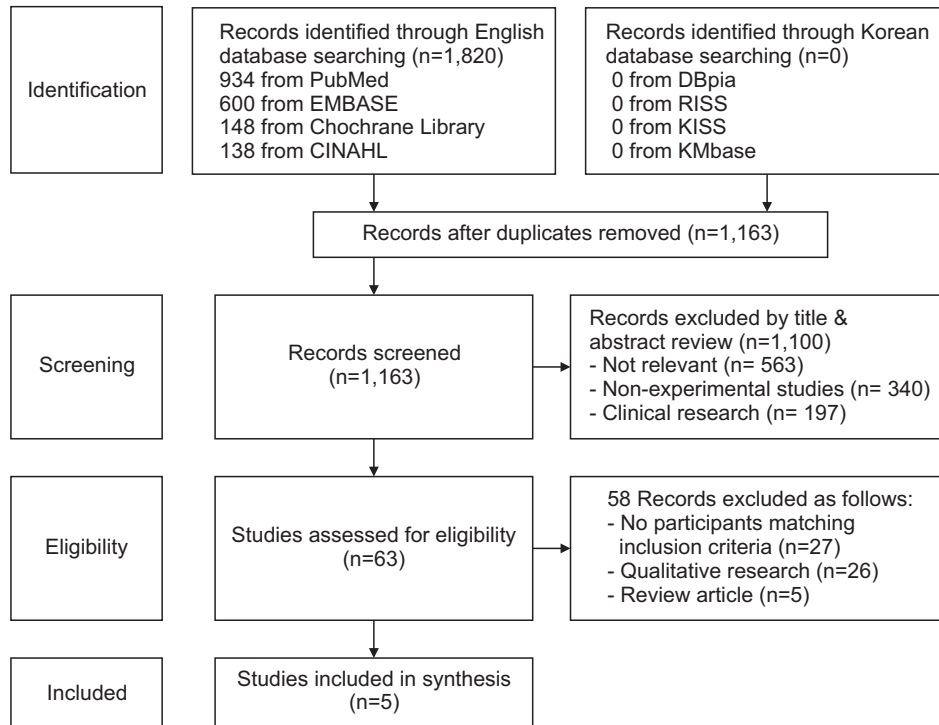 Identification
Records identified through English
database searching (n=1,820)
934 from PubMed
600 from EMBASE
148 from Chochrane Library
138 from CINAHL
Records identified through Korean
database searching (n=0)
0 from DBpia
0 from RISS
0 from KISS
0 from KMbase
Records after duplicates removed (n=1,163)
Screening
Records screened
(n=1,163)
Records excluded by title &
abstract review (n=1,100)
- Not relevant (n= 563)
- Non-experimental studies (n= 340)
- Clinical research (n= 197)
Eligibility
Studies assessed for eligibility
(n=63)
58 Records excluded as follows:
- No participants matching
inclusion criteria (n=27)
- Qualitative research (n=26)
- Review article (n=5)
Included
Studies included in synthesis
(n=5)